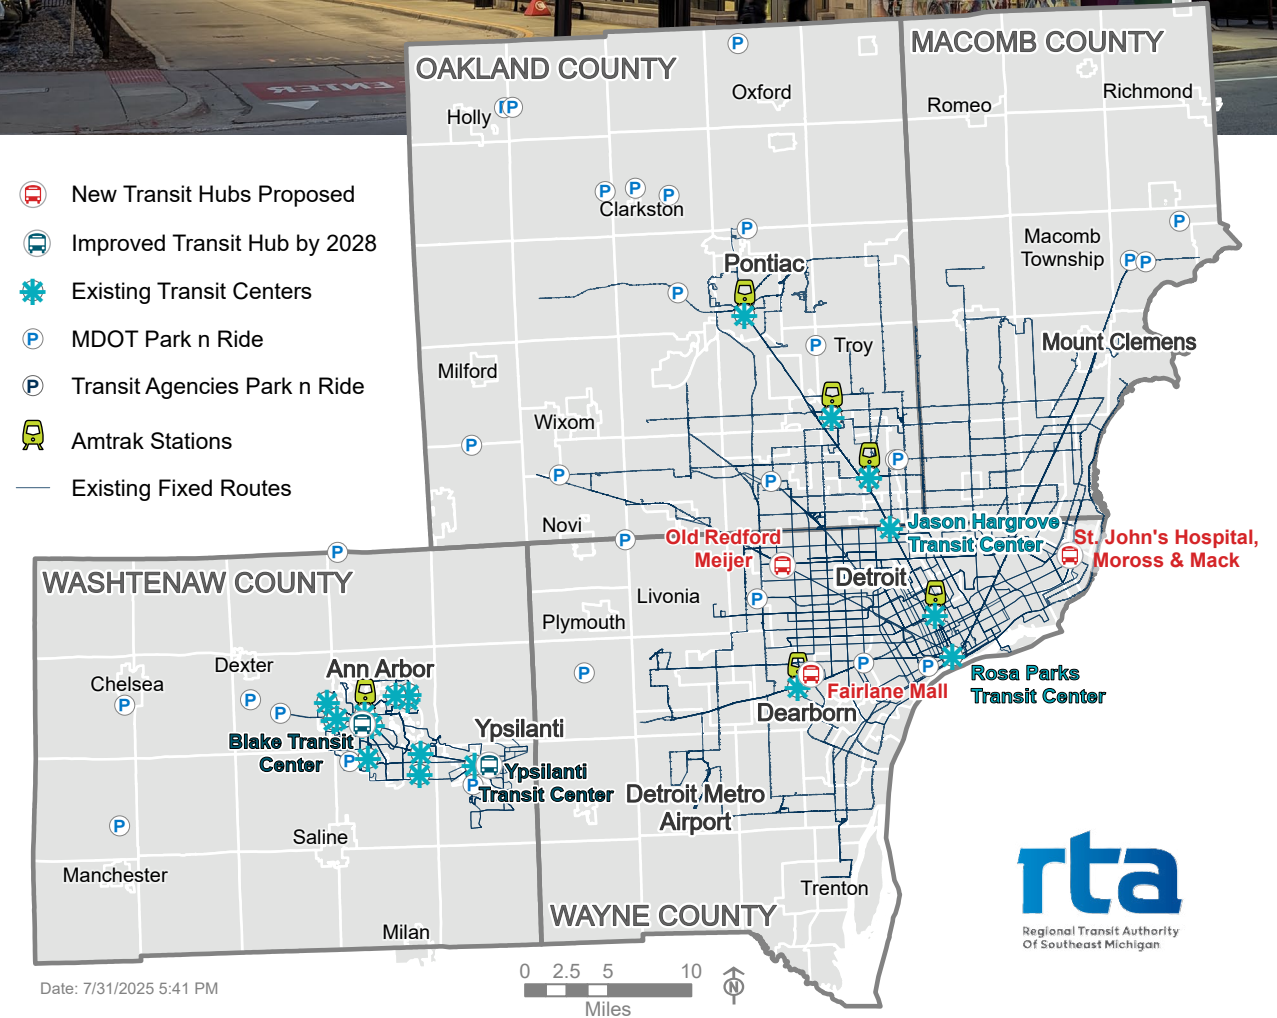 ENTER
OAKLAND COUNTY
MACOMB COUNTY
Oxford
Richmond
Holly
P
Romeo
New Transit Hubs Proposed
Improved Transit Hub by 2028
Existing Transit Centers
P MDOT Park n Ride
P Transit Agencies Park n Ride
Amtrak Stations
Existing Fixed Routes
P P P
Clarkston
P
P
Macomb
Township
P P
Pontiac
P
Mount Clemens
P Troy
Milford
Wixom
P
P
P
P
Novi
P
Jason Hargrove
Transit Center
Old Redford
Meijer
St. John's Hospital,
Moross & Mack
P
WASHTENAW COUNTY
Detroit
Livonia
P
Plymouth
Dexter
Ann Arbor
Chelsea
P
P
P
P
P
P
Rosa Parks
Transit Center
Fairlane Mall
Dearborn
Ypsilanti
Blake Transit
Center
P
Ypsilanti
Transit Center
P
Detroit Metro
Airport
P
Saline
Manchester
Trenton
WAYNE COUNTY
Milan
rta
Regional Transit Authority
Of Southeast Michigan
0 2.5 5 10
Miles
N
Date: 7/31/2025 5:41 PM